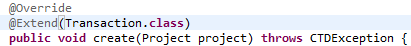 @Override
@Extend(Transaction.class)
public void create(Project project) throws CTDException {